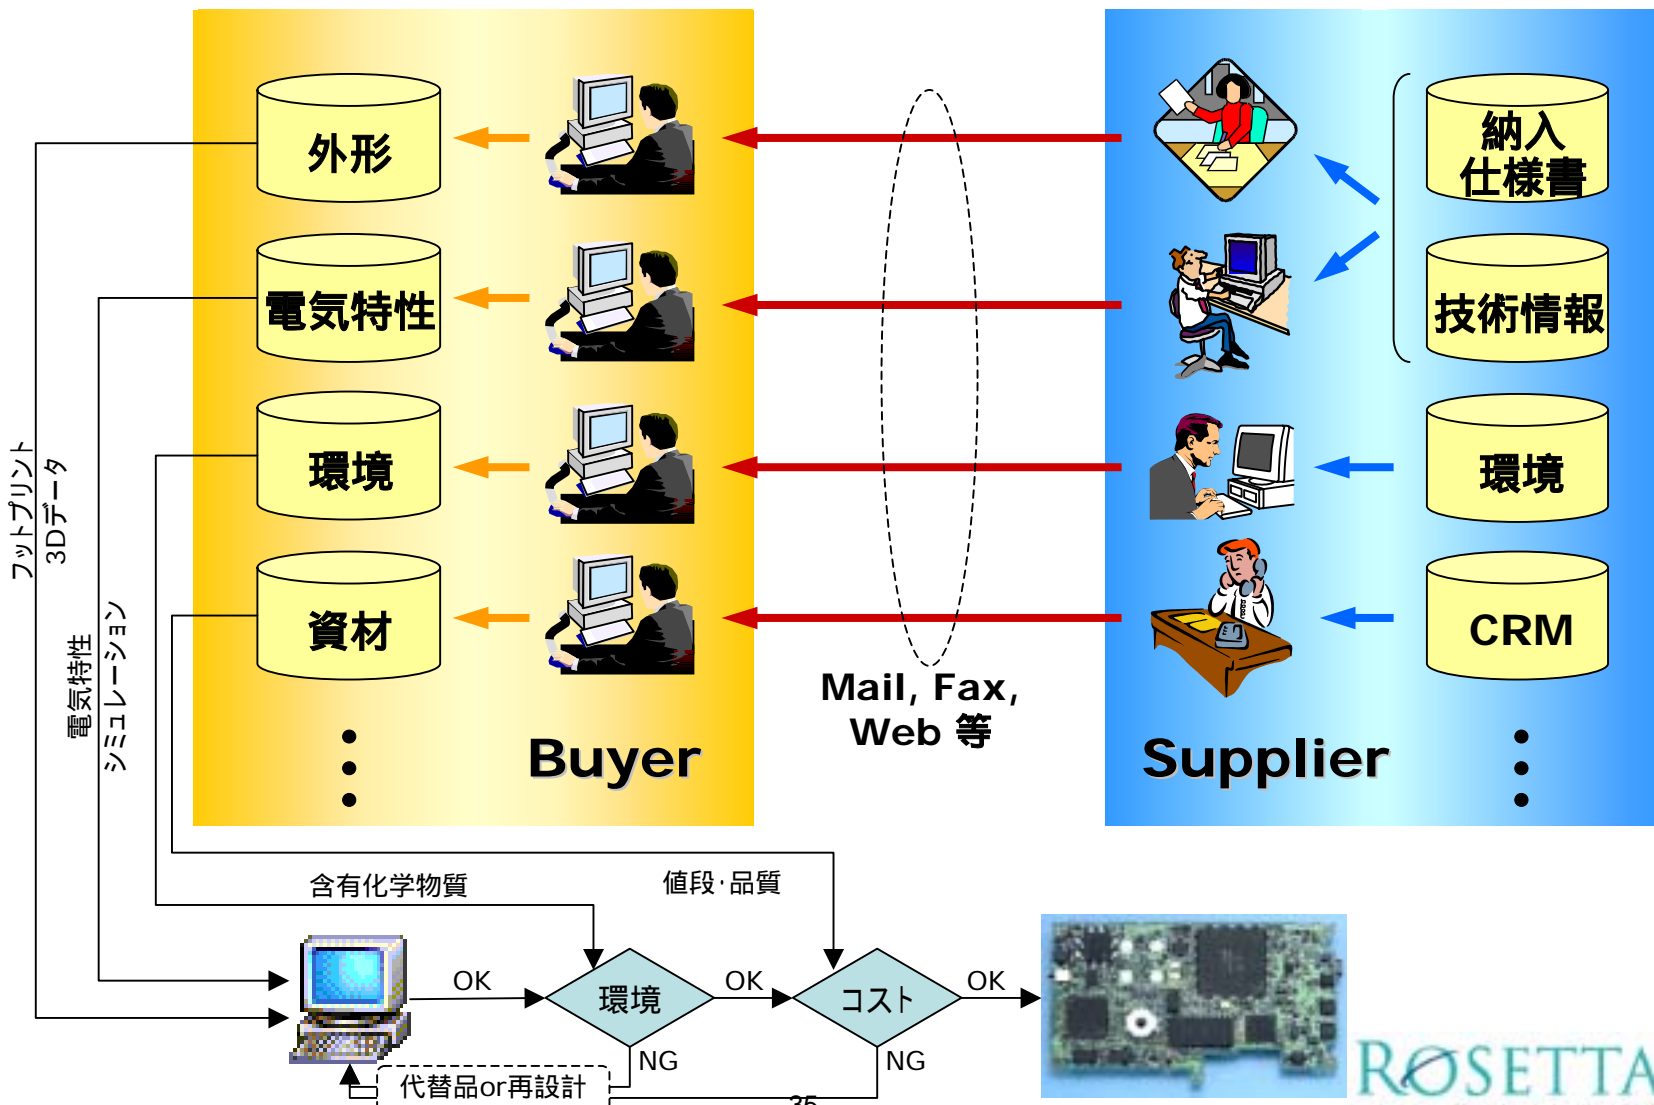 外形
電気特性
環境
資材
Buyer
Mail, Fax,
Web 等
Supplier
納入
仕様書
技術情報
環境
CRM
フットプリント
3Dデータ
電気特性
シミュレーション
含有化学物質
値段・品質
OK
環境
OK
コスト
OK
NG
NG
代替品or再設計
35
ROSETTA